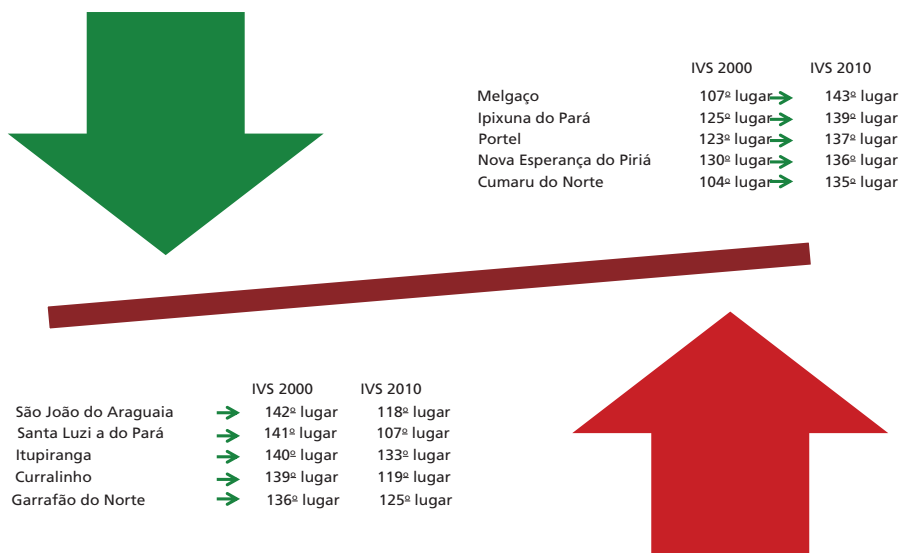 IVS 2000 IVS 2010
Melgaço 107º lugar 143º lugar
Ipixuna do Pará 125º lugar 139º lugar
Portel 123º lugar 137º lugar
Nova Esperança do Piriá 130º lugar 136º lugar
Cumaru do Norte 104º lugar 135º lugar
IVS 2000 IVS 2010
São João do Araguaia 142º lugar 118º lugar
Santa Luzi a do Pará 141º lugar 107º lugar
Itupiranga 140º lugar 133º lugar
Curralinho 139º lugar 119º lugar
Garrafão do Norte 136º lugar 125º lugar